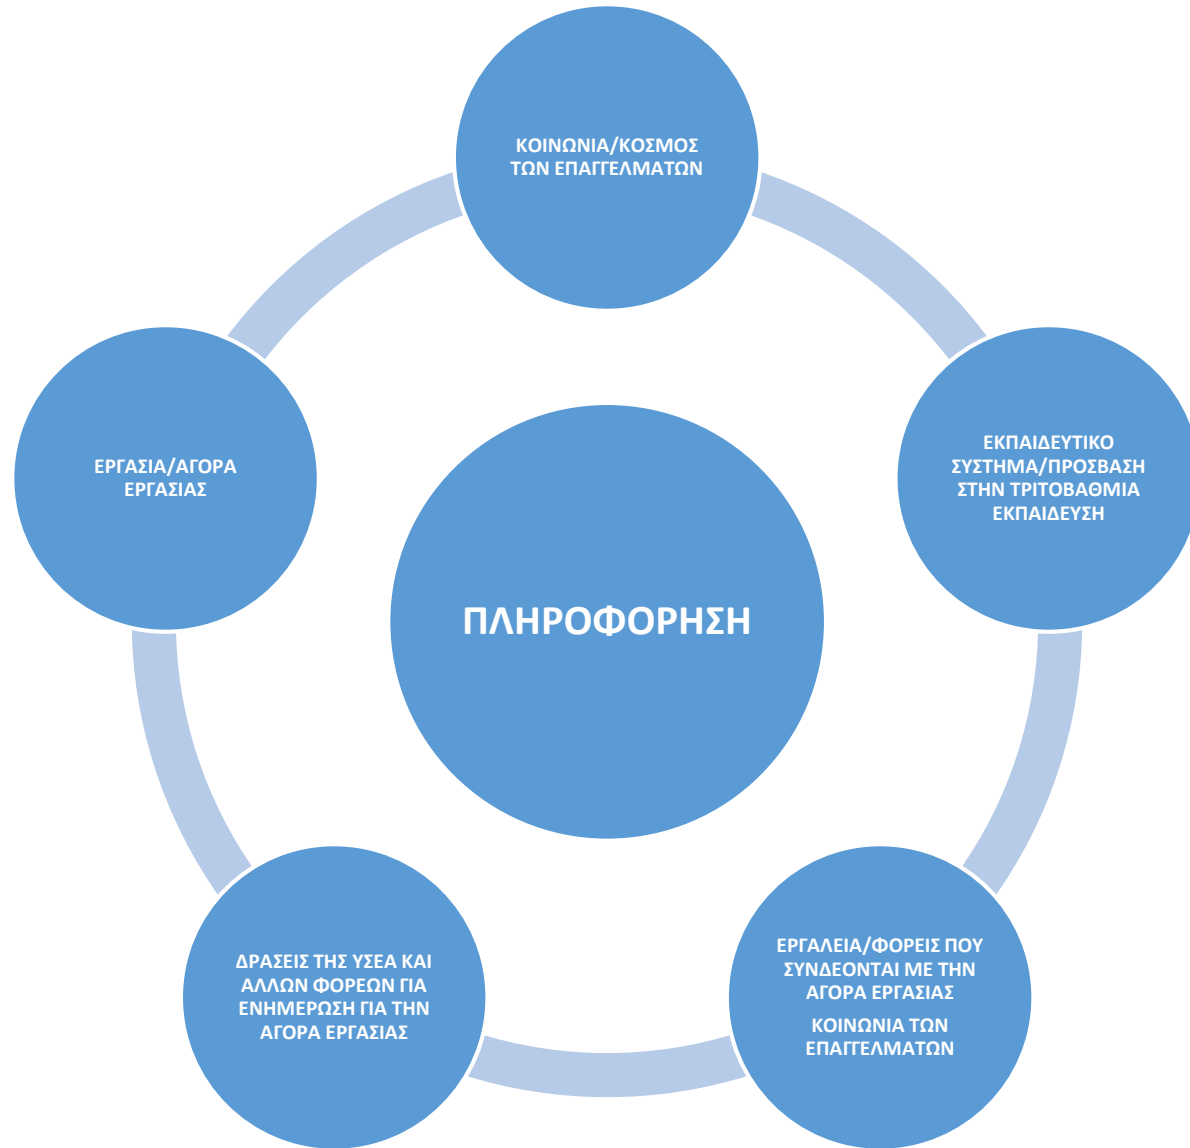 ΚΟΙΝΩΝΙΑ/ΚΟΣΜΟΣ
ΤΩΝ ΕΠΑΓΓΕΛΜΑΤΩΝ
ΕΡΓΑΣΙΑ/ΑΓΟΡΑ
ΕΡΓΑΣΙΑΣ
ΕΚΠΑΙΔΕΥΤΙΚΟ
ΣΥΣΤΗΜΑ/ΠΡΟΣΒΑΣΗ
ΣΤΗΝ ΤΡΙΤΟΒΑΘΜΙΑ
ΕΚΠΑΙΔΕΥΣΗ
ΠΛΗΡΟΦΟΡΗΣΗ
ΔΡΑΣΕΙΣ ΤΗΣ ΥΣΕΑ ΚΑΙ
ΑΛΛΩΝ ΦΟΡΕΩΝ ΓΙΑ
ΕΝΗΜΕΡΩΣΗ ΓΙΑ ΤΗΝ
ΑΓΟΡΑ ΕΡΓΑΣΙΑΣ
ΕΡΓΑΛΕΙΑ/ΦΟΡΕΙΣ ΠΟΥ
ΣΥΝΔΕΟΝΤΑΙ ΜΕ ΤΗΝ
ΑΓΟΡΑ ΕΡΓΑΣΙΑΣ
ΚΟΙΝΩΝΙΑ ΤΩΝ
ΕΠΑΓΓΕΛΜΑΤΩΝ